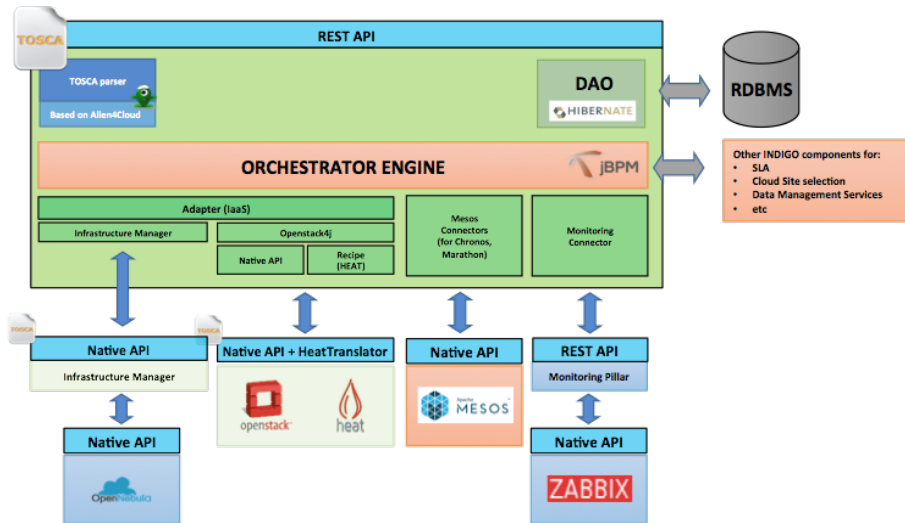 TOSCA
REST API
TOSCA parser
Based on Alien4Cloud
DAO
HIBERNATE
RDBMS
ORCHESTRATOR ENGINE
jBPM
Other INDIGO components for:
• SLA
• Cloud Site selection
• Data Management Services
• etc
Adapter (IaaS)
Infrastructure Manager
Openstack4j
Native API
Recipe
(HEAT)
Mesos
Connectors
(for Chronos,
Marathon)
Monitoring
Connector
TOSCA
Native API
Infrastructure Manager
TOSCA
Native API + HeatTranslator
openstack
heat
Native API
Apache
MESOS
REST API
Monitoring Pillar
Native API
OpenNebula
Native API
ZABBIX